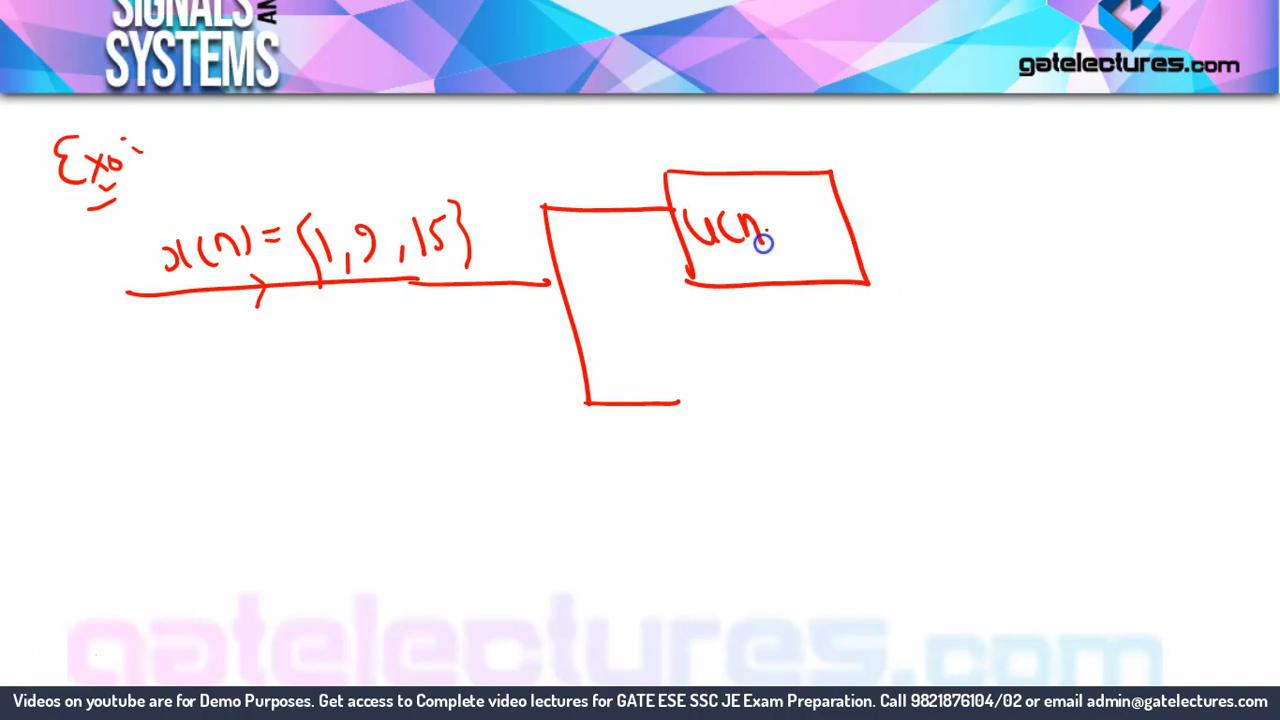 SIGNALS AND
SYSTEMS
gatelectures.com
Exo:
x(n) = {1, 9, 15}
u(n
gatelectures.com
Videos on youtube are for Demo Purposes. Get access to Complete video lectures for GATE ESE SSC JE Exam Preparation. Call 9821876104/02 or email admin@gatelectures.com